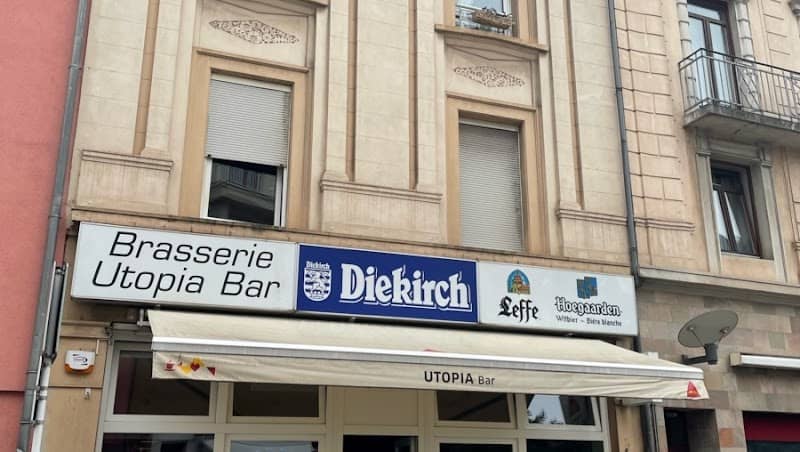 Brasserie
Utopia Bar
Diekirch
Diekirch
Leffe
Hoegaarden
Witbier - Bière blanche
UTOPIA Bar